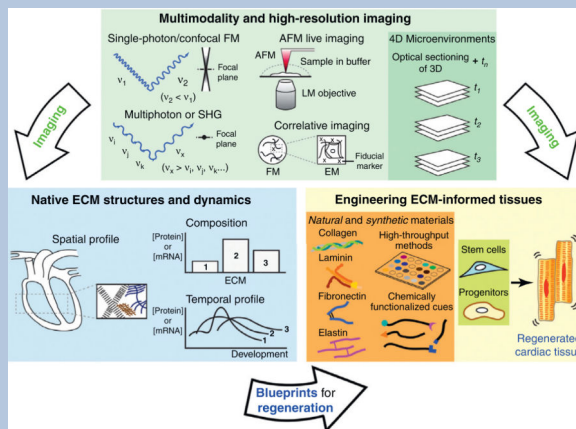 Multimodality and high-resolution imaging
Single-photon/confocal FM
ν1
ν2
(ν2 < ν1)
Focal
plane
Multiphoton or SHG
νi
νj
νk
νx
(νx > νi, νj, νk...)
Focal
plane
AFM live imaging
AFM
Sample in buffer
LM objective
Correlative imaging
FM
EM
Fiducial
marker
4D Microenvironments
Optical sectioning
of 3D
+ tn
t1
t2
t3
Imaging
Imaging
Native ECM structures and dynamics
Spatial profile
Composition
[Protein]
or
[mRNA]
1
2
3
ECM
Temporal profile
[Protein]
or
[mRNA]
3
2
1
Development
Engineering ECM-informed tissues
Natural and synthetic materials
Collagen
Laminin
Fibronectin
Elastin
High-throughput
methods
Chemically
functionalized cues
Stem cells
Progenitors
Regenerated
cardiac tissue
Blueprints for
regeneration